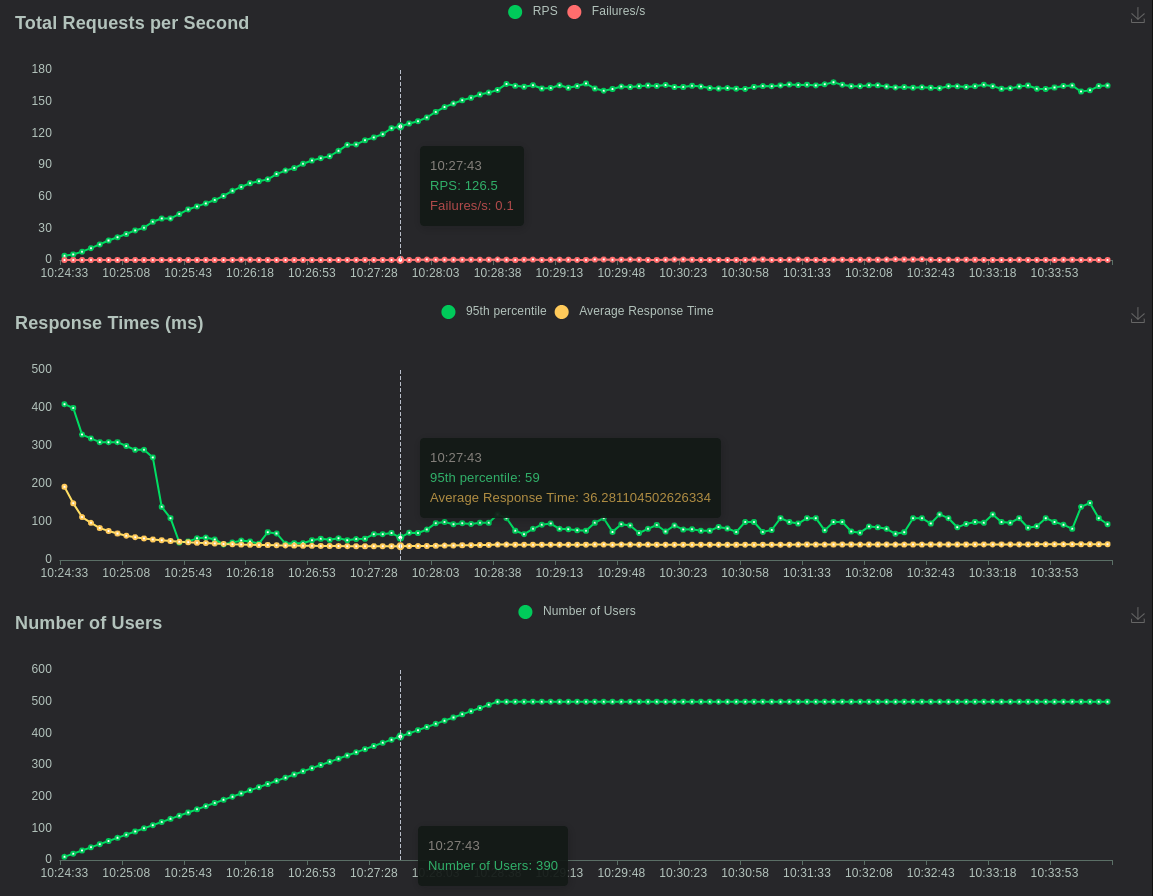 Total Requests per Second
RPS Failures/s
180
150
120
90
60
30
0
10:27:43
RPS: 126.5
Failures/s: 0.1
10:24:33 10:25:08 10:25:43 10:26:18 10:26:53 10:27:28 10:28:03 10:28:38 10:29:13 10:29:48 10:30:23 10:30:58 10:31:33 10:32:08 10:32:43 10:33:18 10:33:53
Response Times (ms)
95th percentile Average Response Time
500
400
300
200
100
0
10:27:43
95th percentile: 59
Average Response Time: 36.281104502626334
10:24:33 10:25:08 10:25:43 10:26:18 10:26:53 10:27:28 10:28:03 10:28:38 10:29:13 10:29:48 10:30:23 10:30:58 10:31:33 10:32:08 10:32:43 10:33:18 10:33:53
Number of Users
Number of Users
600
500
400
300
200
100
0
10:27:43
Number of Users: 390
10:24:33 10:25:08 10:25:43 10:26:18 10:26:53 10:27:28 10:29:48 10:30:23 10:30:58 10:31:33 10:32:08 10:32:43 10:33:18 10:33:53